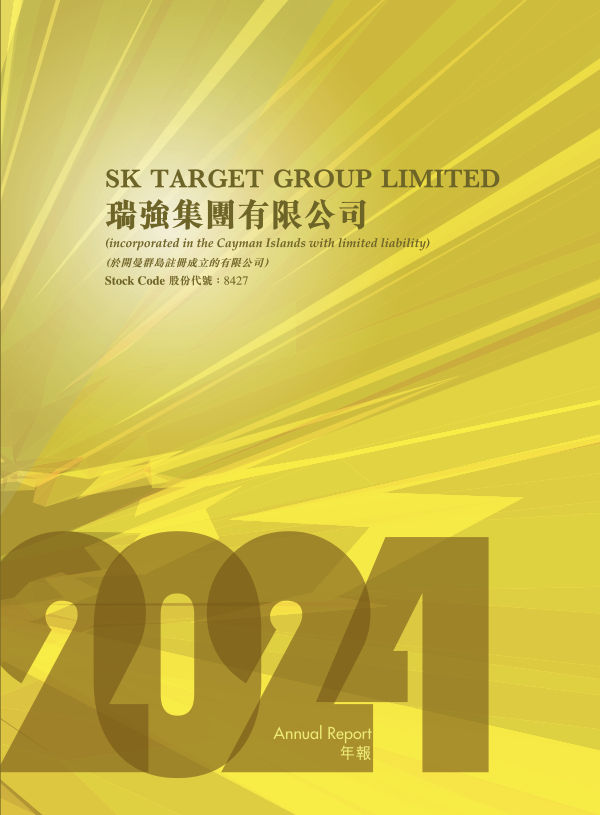 SK TARGET GROUP LIMITED
瑞強集團有限公司
(incorporated in the Cayman Islands with limited liability)
（於開曼群島註冊成立的有限公司）
Stock Code 股份代號：8427
2024
Annual Report
年報